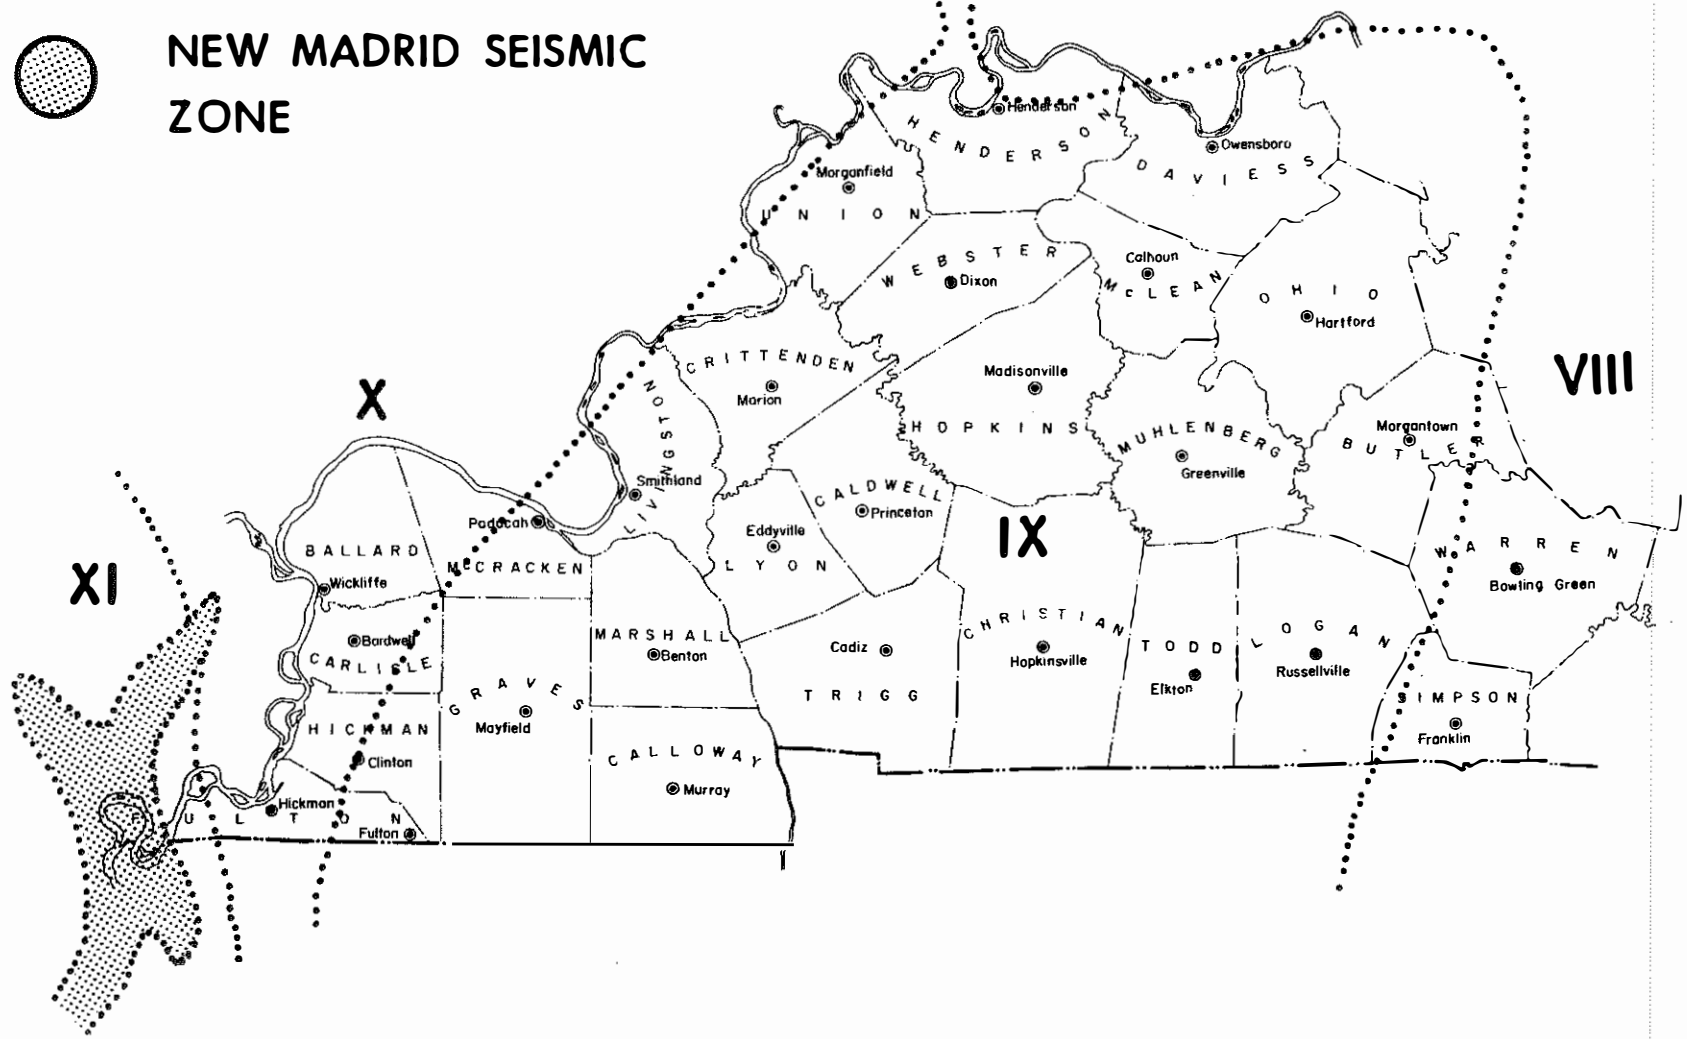 NEW MADRID SEISMIC
ZONE
Henderson
HENDERSON
Owensboro
DAVIESS
Morganfield
UNION
WEBSTER
Dixon
Calhoun
McLEAN
OHIO
Hartford
CRITTENDEN
Marion
Madisonville
HOPKINS
VIII
X
LIVINGSTON
Smithland
MUHLENBERG
Greenville
Morgantown
BUTLER
CALDWELL
Princeton
Paducah
McCRACKEN
Eddyville
LYON
IX
WARREN
Bowling Green
BALLARD
Wickliffe
XI
Bardwell
CARLISLE
MARSHALL
Benton
Cadiz
TRIGG
CHRISTIAN
Hopkinsville
TODD
Elkton
LOGAN
Russellville
SIMPSON
Franklin
GRAVES
Mayfield
HICKMAN
Clinton
CALLOWAY
Murray
Hickman
FULTON
Fulton